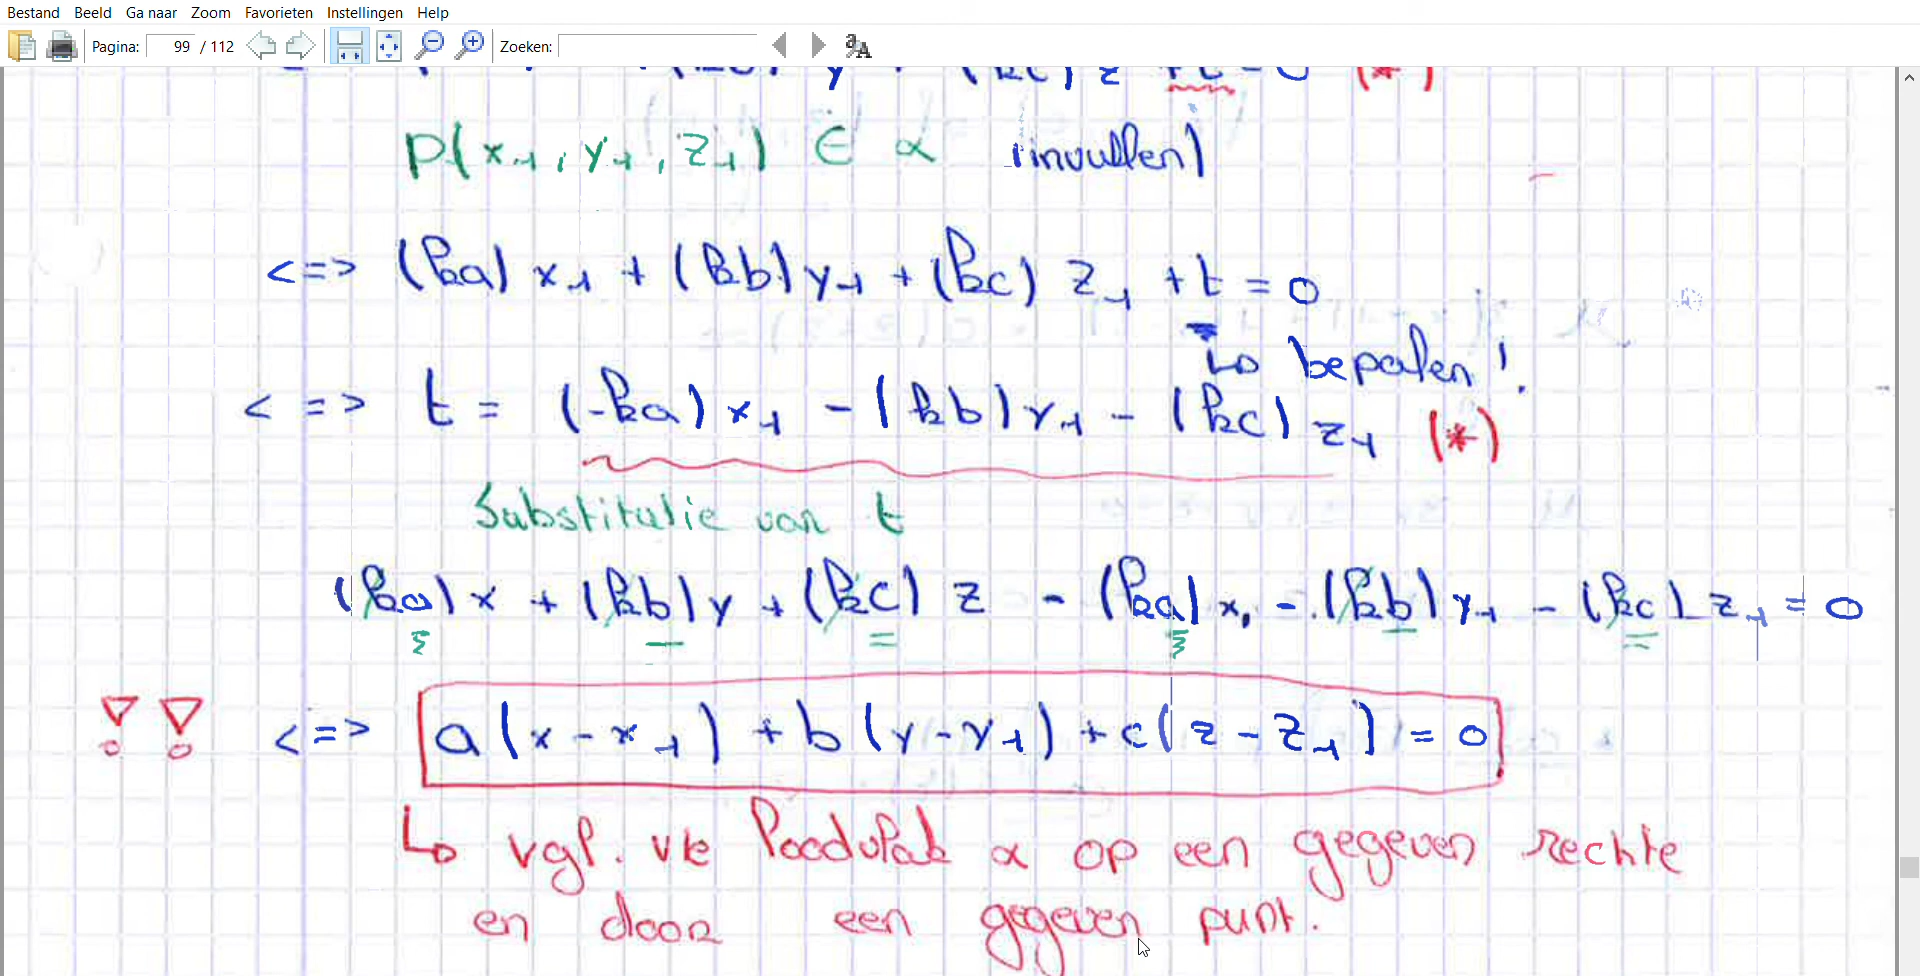 Bestand Beeld Ga naar Zoom Favorieten Instellingen Help
Pagina: 99 / 112 Zoeken:
y (kc) z + t = 0 (*)
P(x₁, y₁, z₁) ∈ α (invullen)
<=> (ka) x₁ + (kb) y₁ + (kc) z₁ + t = 0
↳ bepalen!
<=> t = (-ka) x₁ - (kb) y₁ - (kc) z₁ (*)
Substitutie van t
(ka) x + (kb) y + (kc) z - (ka) x₁ - (kb) y₁ - (kc) z₁ = 0
<=> a(x - x₁) + b(y - y₁) + c(z - z₁) = 0
↳ vgl. vh loodvlak α op een gegeven rechte
en door een gegeven punt.